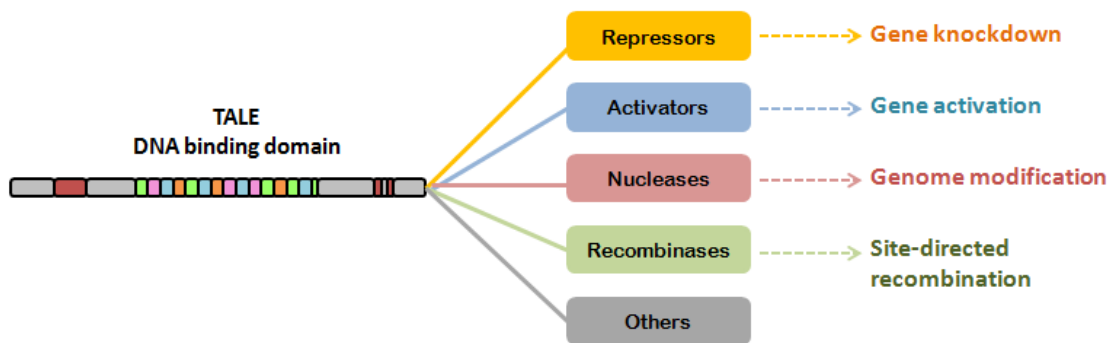 TALE
DNA binding domain
Repressors
Gene knockdown
Activators
Gene activation
Nucleases
Genome modification
Recombinases
Site-directed
recombination
Others